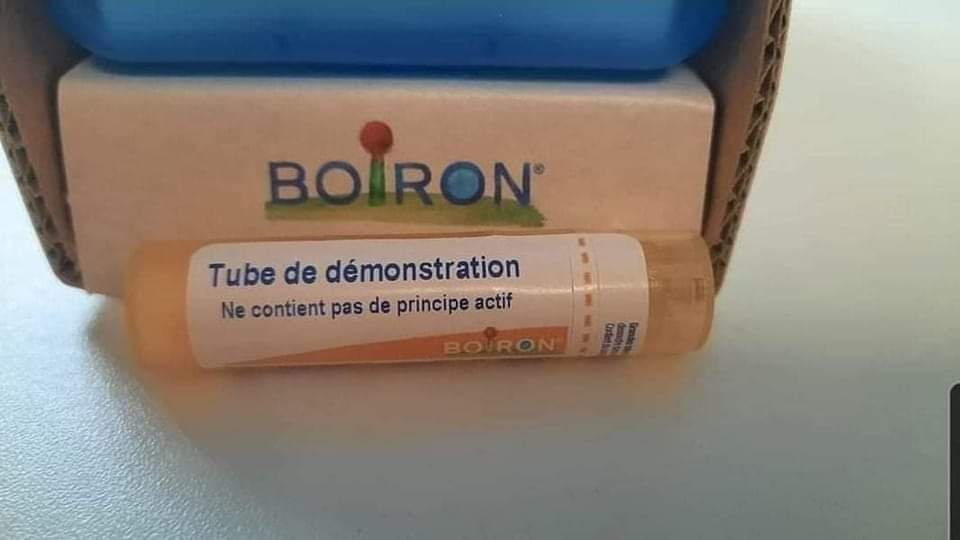 BOIRON®
Tube de démonstration
Ne contient pas de principe actif
BOIRON